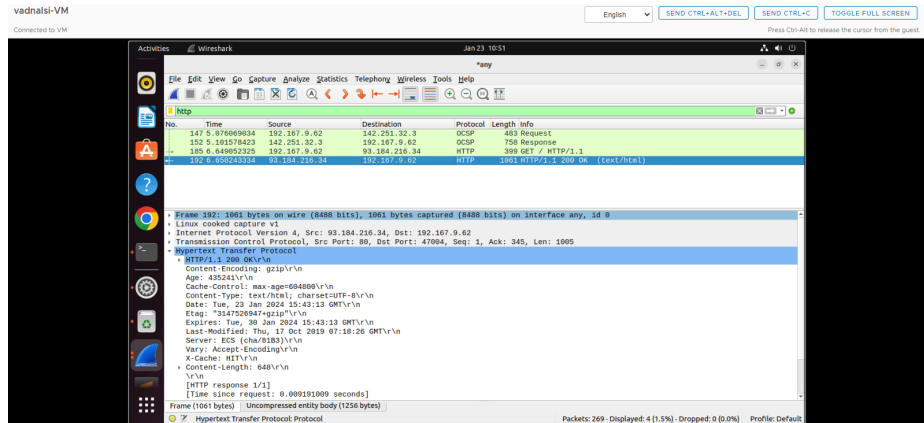 vadnalsi-VM
English
SEND CTRL+ALT+DEL
SEND CTRL+C
TOGGLE FULL SCREEN
Connected to VM
Press Ctrl-Alt to release the cursor from the guest.
Activities Wireshark Jan 23 10:51
*any
File Edit View Go Capture Analyze Statistics Telephony Wireless Tools Help
http
No. Time Source Destination Protocol Length Info
147 5.076069034 192.167.9.62 142.251.32.3 OCSP 483 Request
152 5.101578423 142.251.32.3 192.167.9.62 OCSP 758 Response
185 6.649052325 192.167.9.62 93.184.216.34 HTTP 399 GET / HTTP/1.1
192 6.658243334 93.184.216.34 192.167.9.62 HTTP 1061 HTTP/1.1 200 OK (text/html)
Frame 192: 1061 bytes on wire (8488 bits), 1061 bytes captured (8488 bits) on interface any, id 0
Linux cooked capture v1
Internet Protocol Version 4, Src: 93.184.216.34, Dst: 192.167.9.62
Transmission Control Protocol, Src Port: 80, Dst Port: 47004, Seq: 1, Ack: 345, Len: 1005
Hypertext Transfer Protocol
HTTP/1.1 200 OK\r\n
Content-Encoding: gzip\r\n
Age: 435241\r\n
Cache-Control: max-age=604800\r\n
Content-Type: text/html; charset=UTF-8\r\n
Date: Tue, 23 Jan 2024 15:43:13 GMT\r\n
Etag: "3147526947+gzip"\r\n
Expires: Tue, 30 Jan 2024 15:43:13 GMT\r\n
Last-Modified: Thu, 17 Oct 2019 07:18:26 GMT\r\n
Server: ECS (cha/81B3)\r\n
Vary: Accept-Encoding\r\n
X-Cache: HIT\r\n
Content-Length: 648\r\n
\r\n
[HTTP response 1/1]
[Time since request: 0.009191009 seconds]
Frame (1061 bytes) Uncompressed entity body (1256 bytes)
Hypertext Transfer Protocol: Protocol Packets: 269 · Displayed: 4 (1.5%) · Dropped: 0 (0.0%) Profile: Default